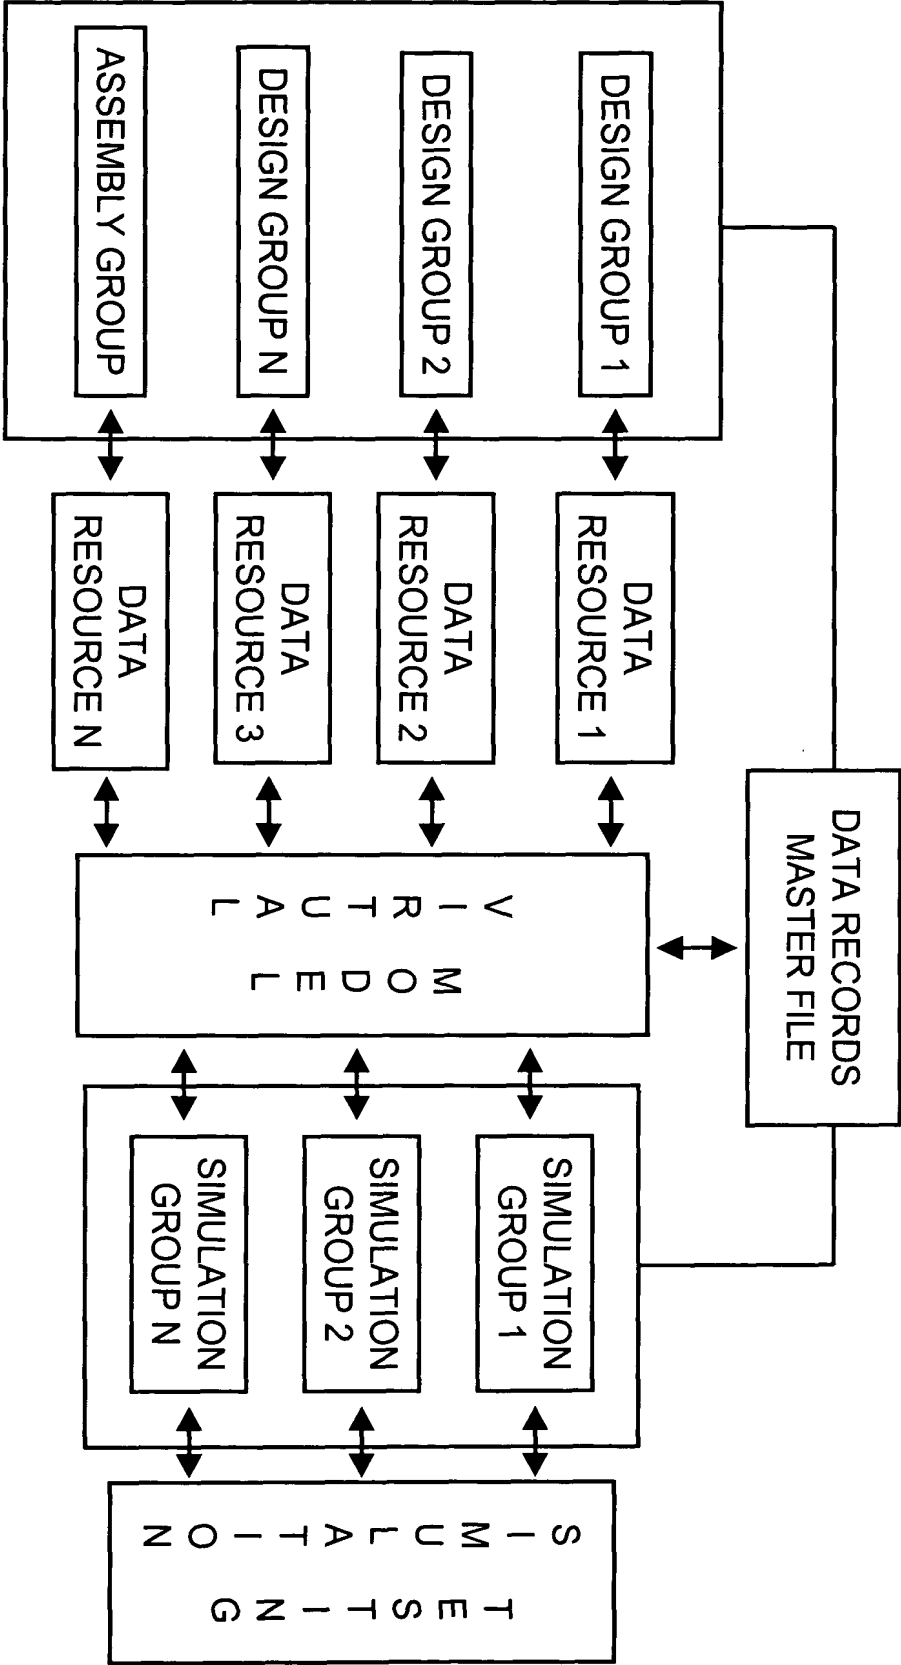 DATA RECORDS
MASTER FILE
DESIGN GROUP 1
DESIGN GROUP 2
DESIGN GROUP N
ASSEMBLY GROUP
DATA
RESOURCE 1
DATA
RESOURCE 2
DATA
RESOURCE 3
DATA
RESOURCE N
VIRTUAL
MODEL
SIMULATION
GROUP 1
SIMULATION
GROUP 2
SIMULATION
GROUP N
SIMULATION
TESTING